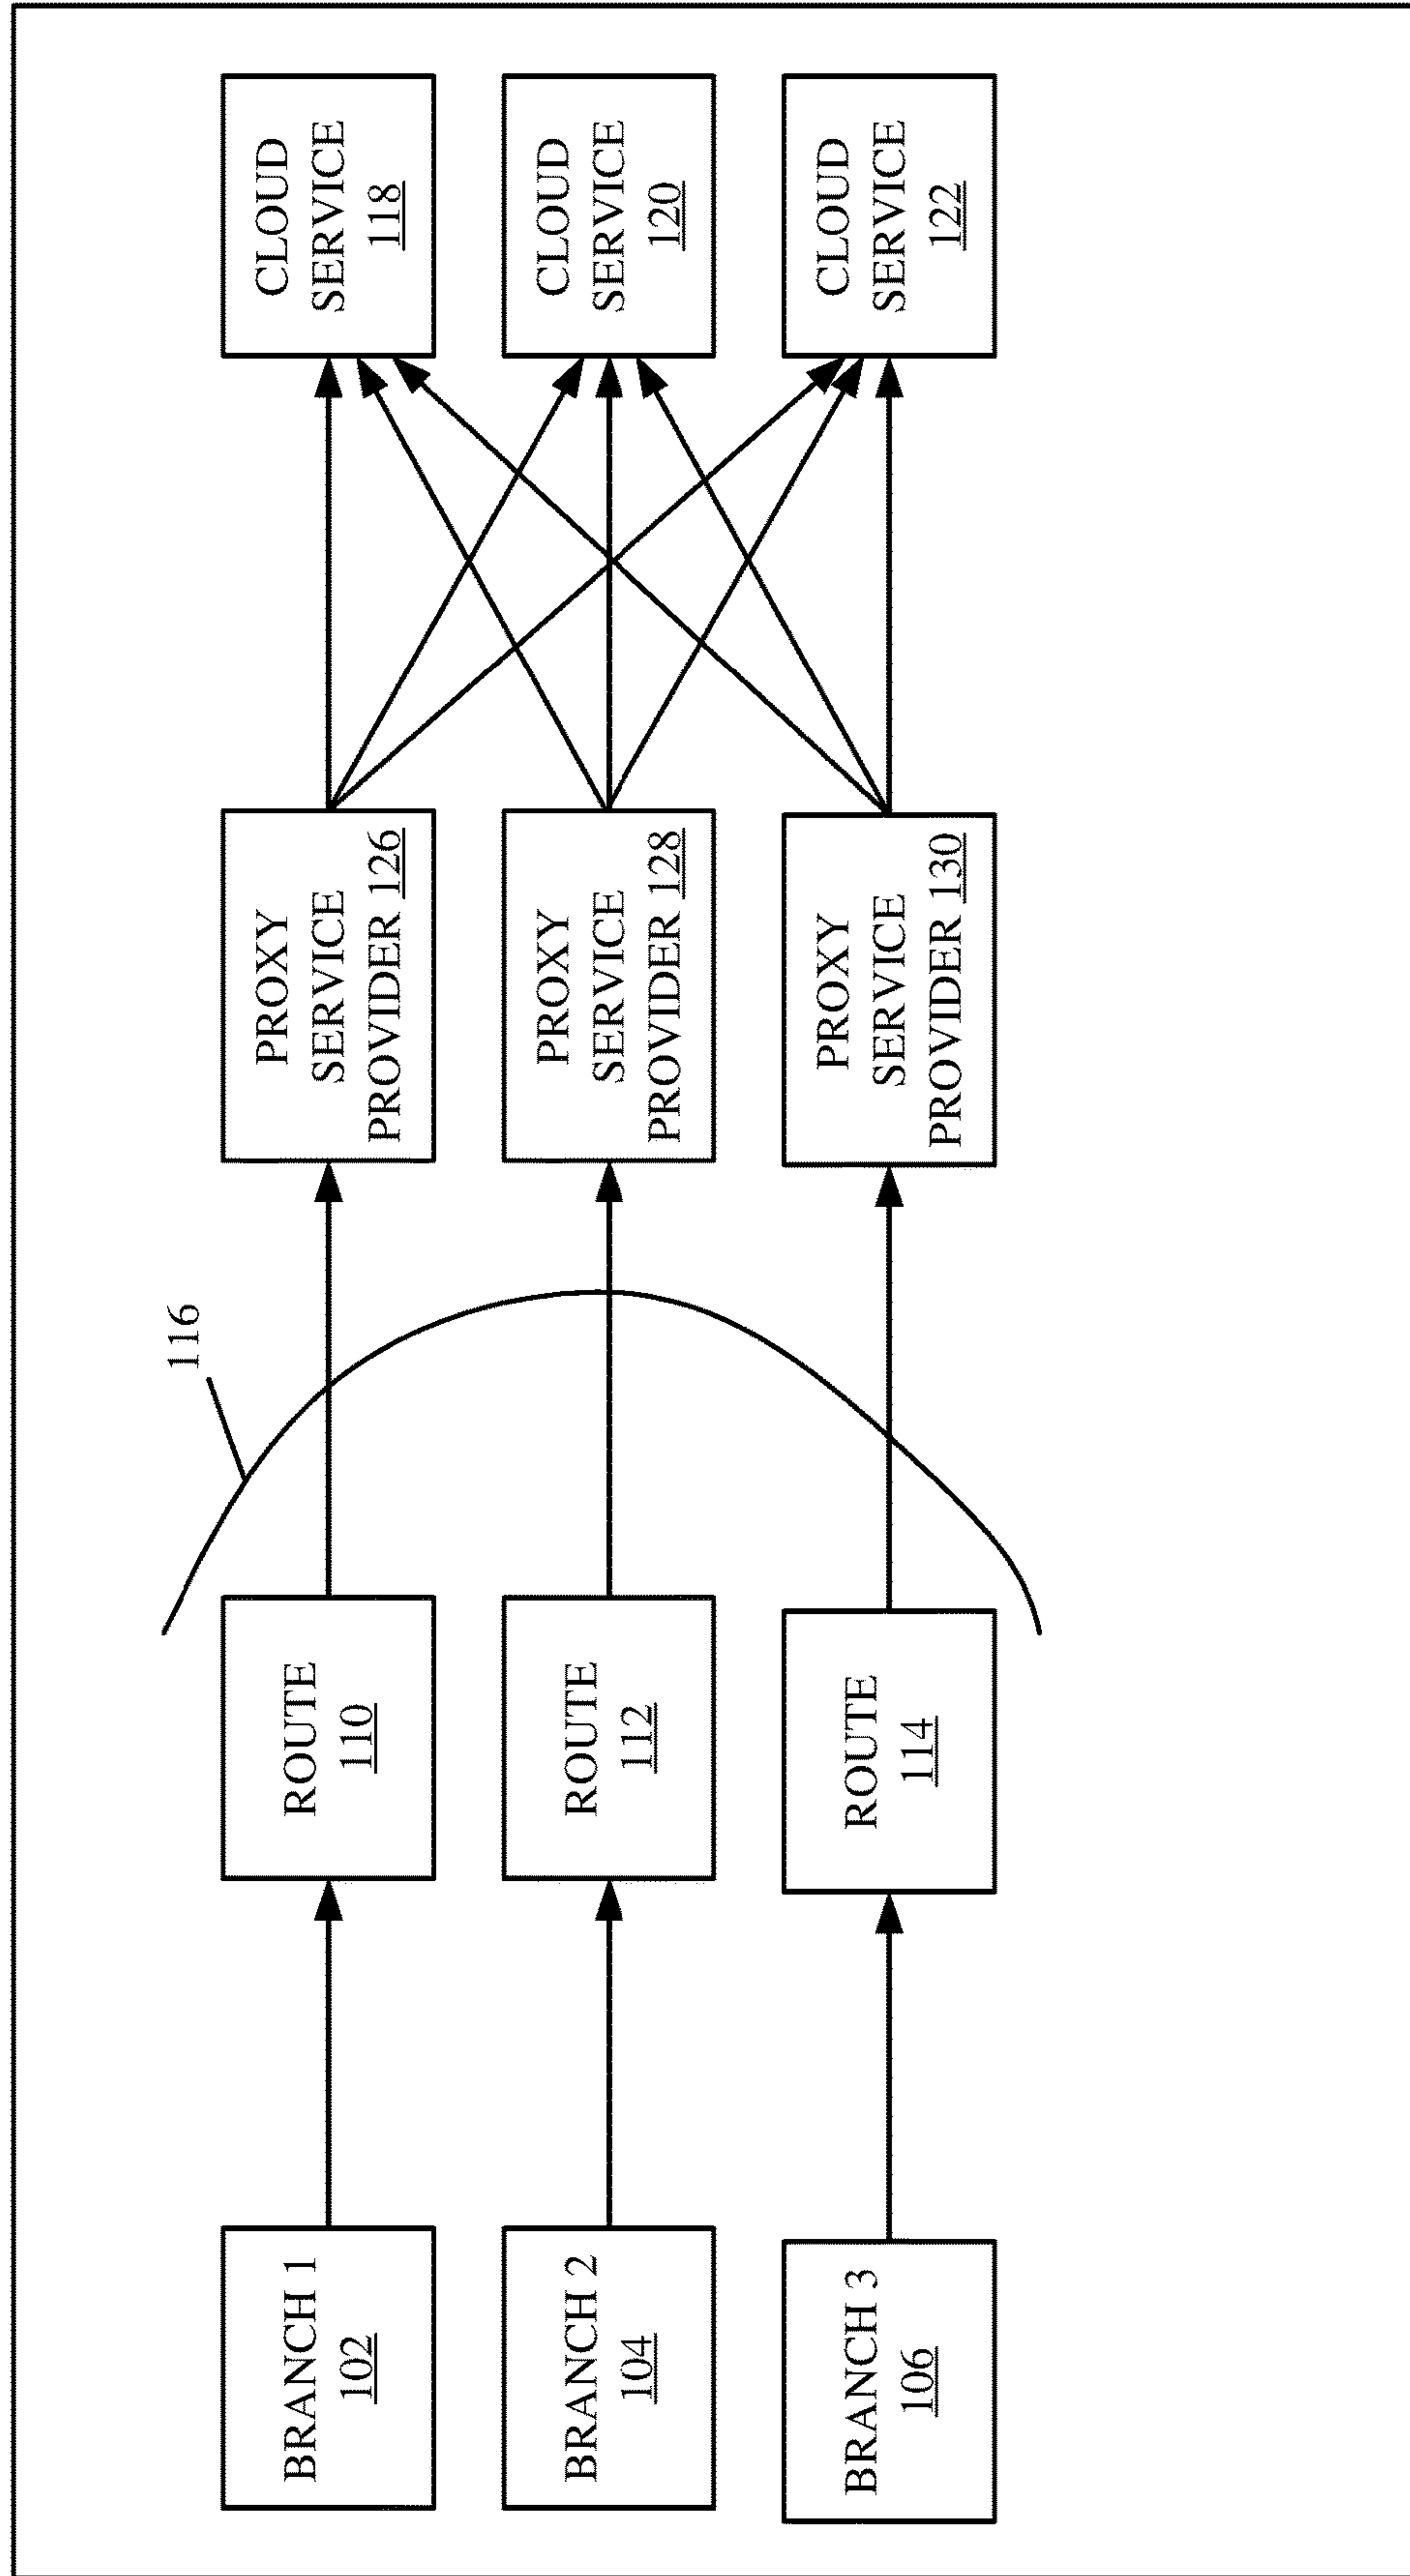 BRANCH 1
102
ROUTE
110
116
PROXY
SERVICE
PROVIDER 126
CLOUD
SERVICE
118
BRANCH 2
104
ROUTE
112
PROXY
SERVICE
PROVIDER 128
CLOUD
SERVICE
120
BRANCH 3
106
ROUTE
114
PROXY
SERVICE
PROVIDER 130
CLOUD
SERVICE
122